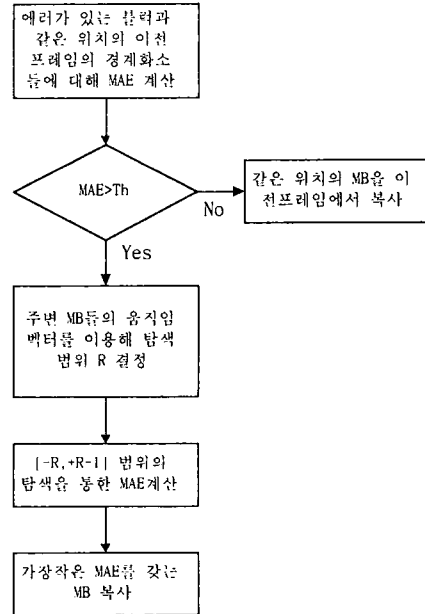 에러가 있는 블럭과
같은 위치의 이전
프레임의 경계화소
들에 대해 MAE 계산
MAE>Th
No
같은 위치의 MB을 이
전프레임에서 복사
Yes
주변 MB들의 움직임
벡터를 이용해 탐색
범위 R 결정
[-R,+R-1] 범위의
탐색을 통한 MAE계산
가장작은 MAE를 갖는
MB 복사